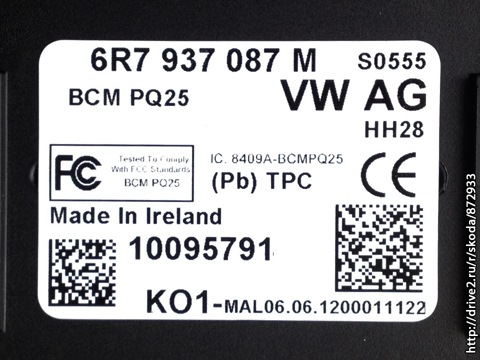 6R7 937 087 M S0555
BCM PQ25 VW AG
HH28
FC Tested To Comply
With FCC Standards
BCM PQ25
IC. 8409A-BCMPQ25
(Pb) TPC CE
Made In Ireland
10095791
KO1-MAL06.06.1200011122
http://drive2.ru/r/skoda/872933